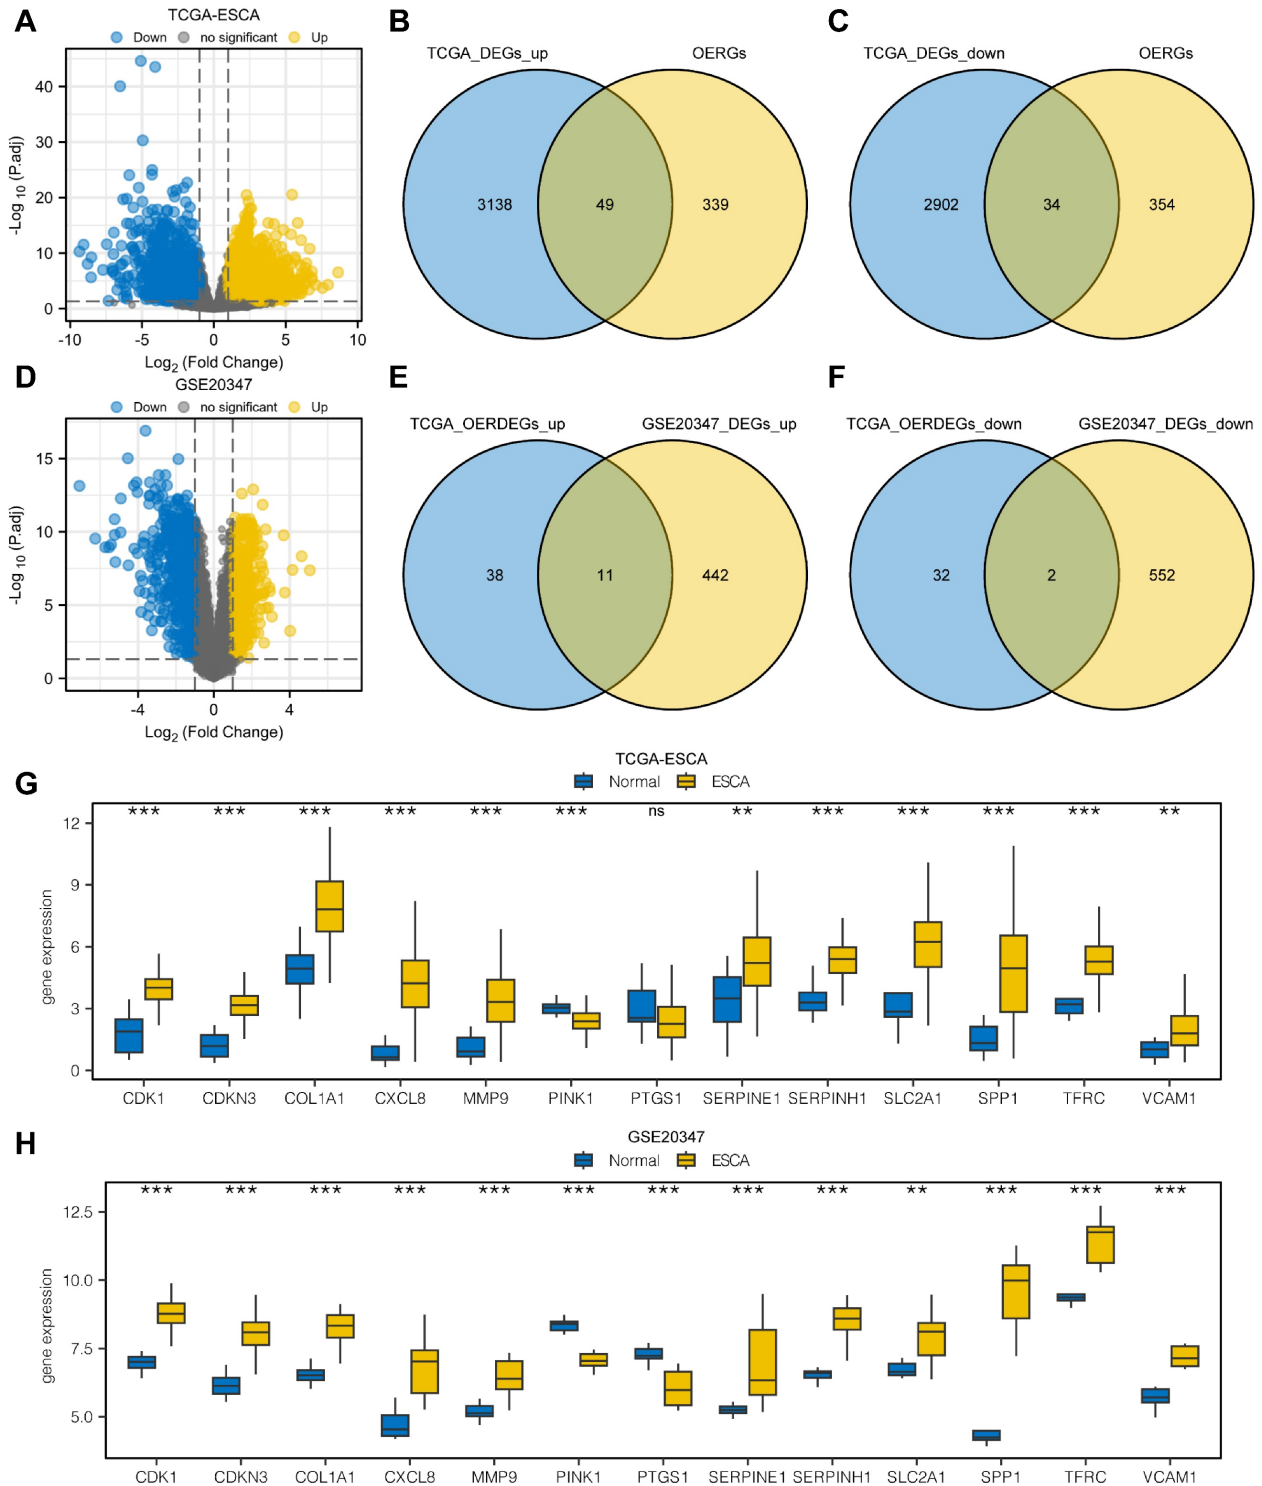 A
TCGA-ESCA
Down no significant Up
-Log 10 (P.adj)
40
30
20
10
0
-10 -5 0 5 10
Log2 (Fold Change)
B
TCGA_DEGs_up OERGs
3138 49 339
C
TCGA_DEGs_down OERGs
2902 34 354
D
GSE20347
Down no significant Up
-Log 10 (P.adj)
15
10
5
0
-4 0 4
Log2 (Fold Change)
E
TCGA_OERDEGs_up GSE20347_DEGs_up
38 11 442
F
TCGA_OERDEGs_down GSE20347_DEGs_down
32 2 552
G
TCGA-ESCA
Normal ESCA
*** *** *** *** *** *** ns ** *** *** *** *** **
gene expression
12
9
6
3
0
CDK1 CDKN3 COL1A1 CXCL8 MMP9 PINK1 PTGS1 SERPINE1 SERPINH1 SLC2A1 SPP1 TFRC VCAM1
H
GSE20347
Normal ESCA
*** *** *** *** *** *** *** *** *** ** *** *** ***
gene expression
12.5
10.0
7.5
5.0
CDK1 CDKN3 COL1A1 CXCL8 MMP9 PINK1 PTGS1 SERPINE1 SERPINH1 SLC2A1 SPP1 TFRC VCAM1